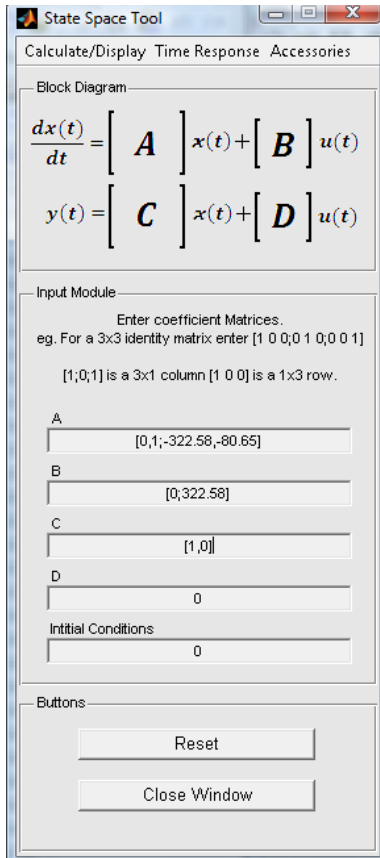 State Space Tool
Calculate/Display Time Response Accessories
Block Diagram
dx(t)/dt = [ A ] x(t) + [ B ] u(t)
y(t) = [ C ] x(t) + [ D ] u(t)
Input Module
Enter coefficient Matrices.
eg. For a 3x3 identity matrix enter [1 0 0;0 1 0;0 0 1]
[1;0;1] is a 3x1 column [1 0 0] is a 1x3 row.
A
[0,1;-322.58,-80.65]
B
[0;322.58]
C
[1,0]
D
0
Intitial Conditions
0
Buttons
Reset
Close Window